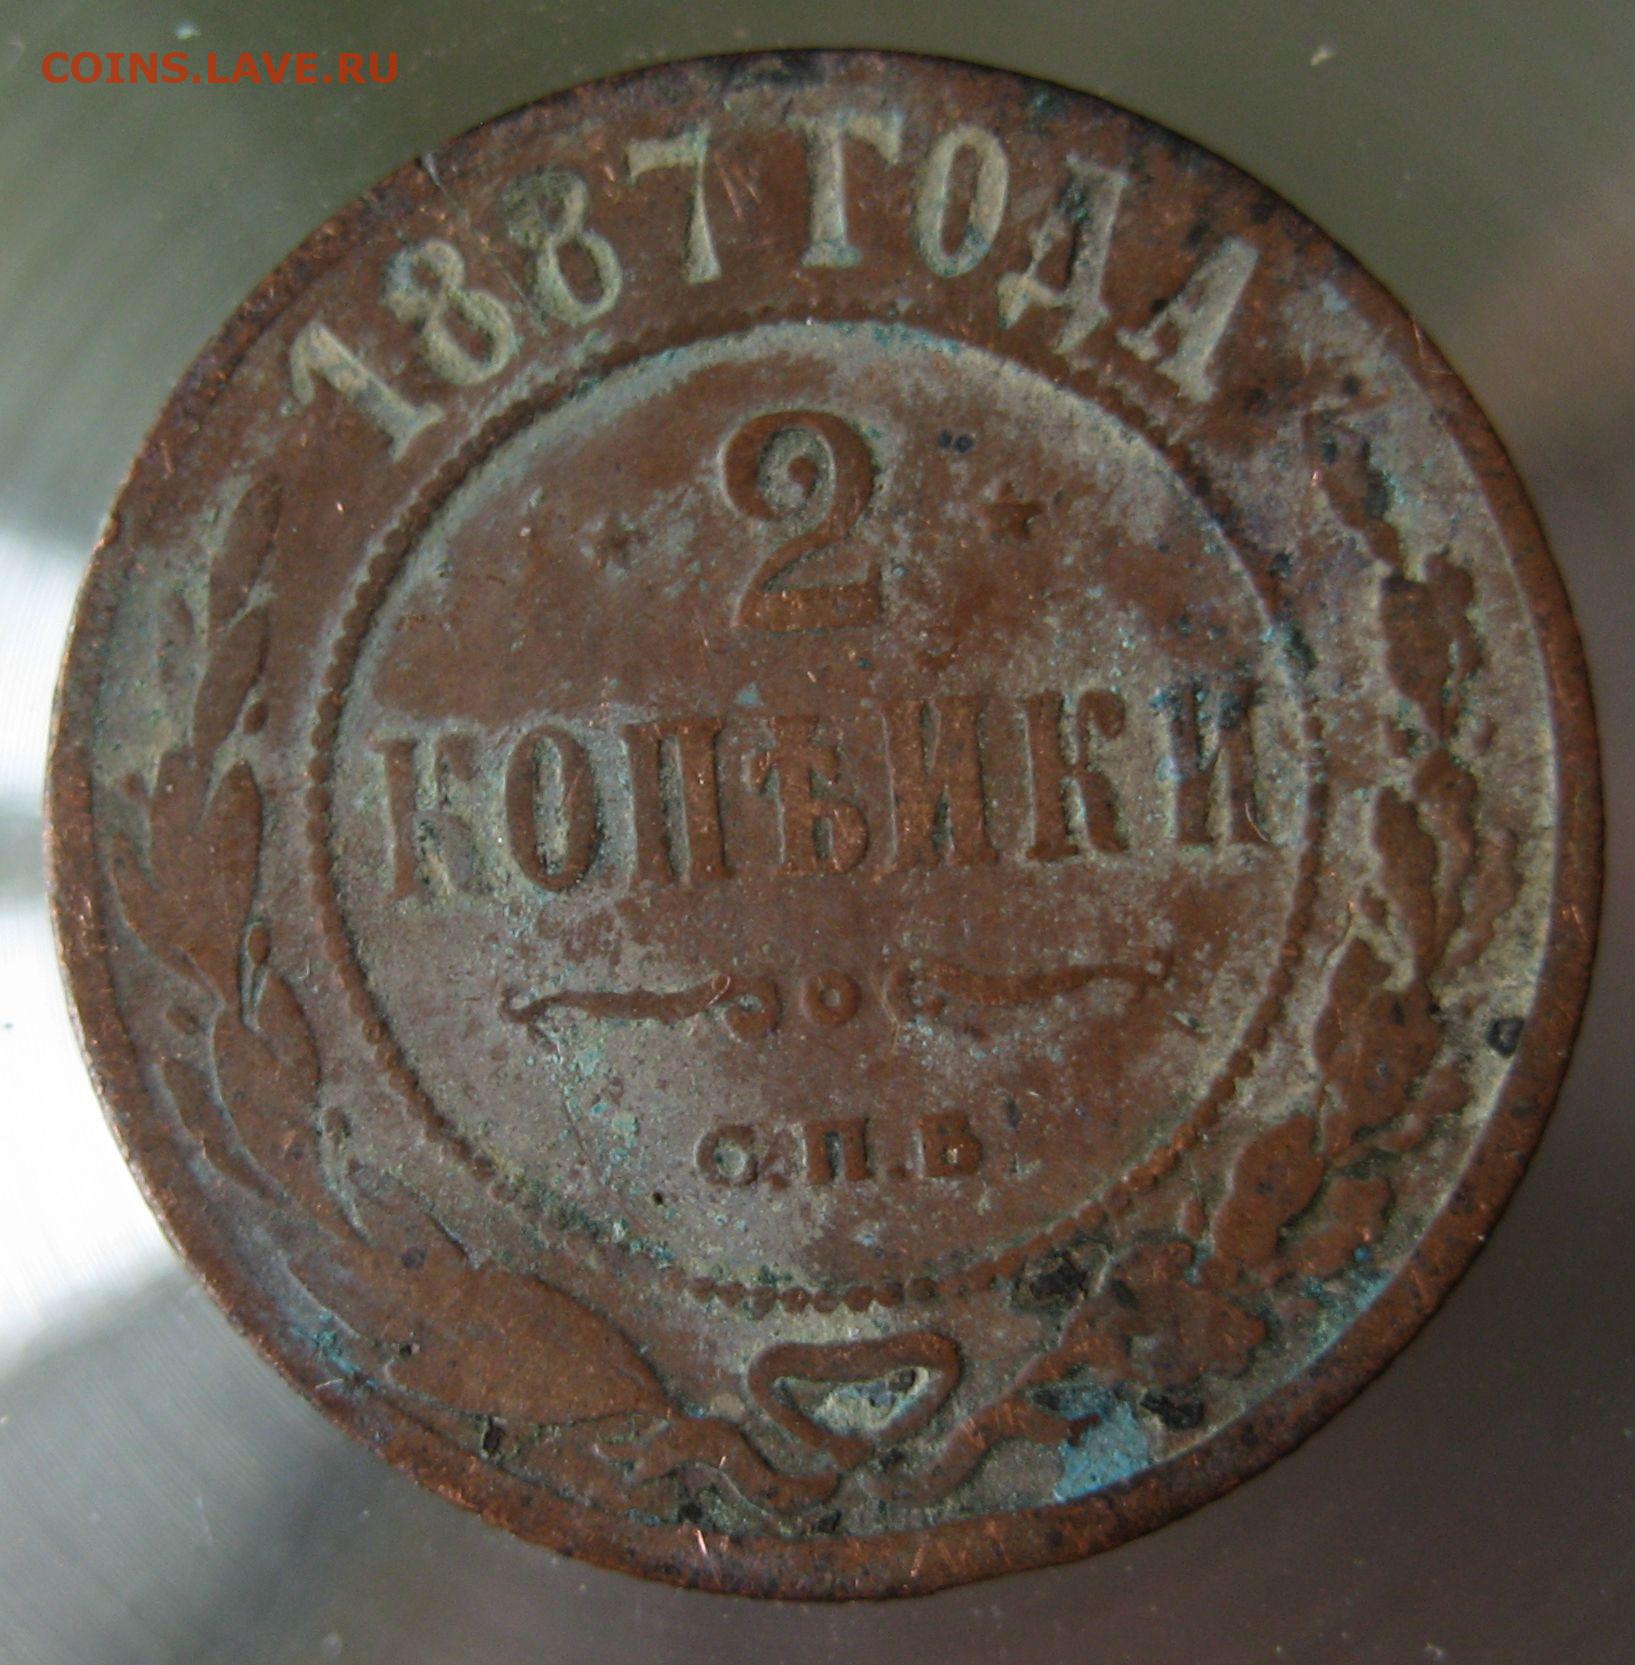 COINS.LAVE.RU
1887 ГОДА
2
КОПѢЙКИ
С.П.Б.